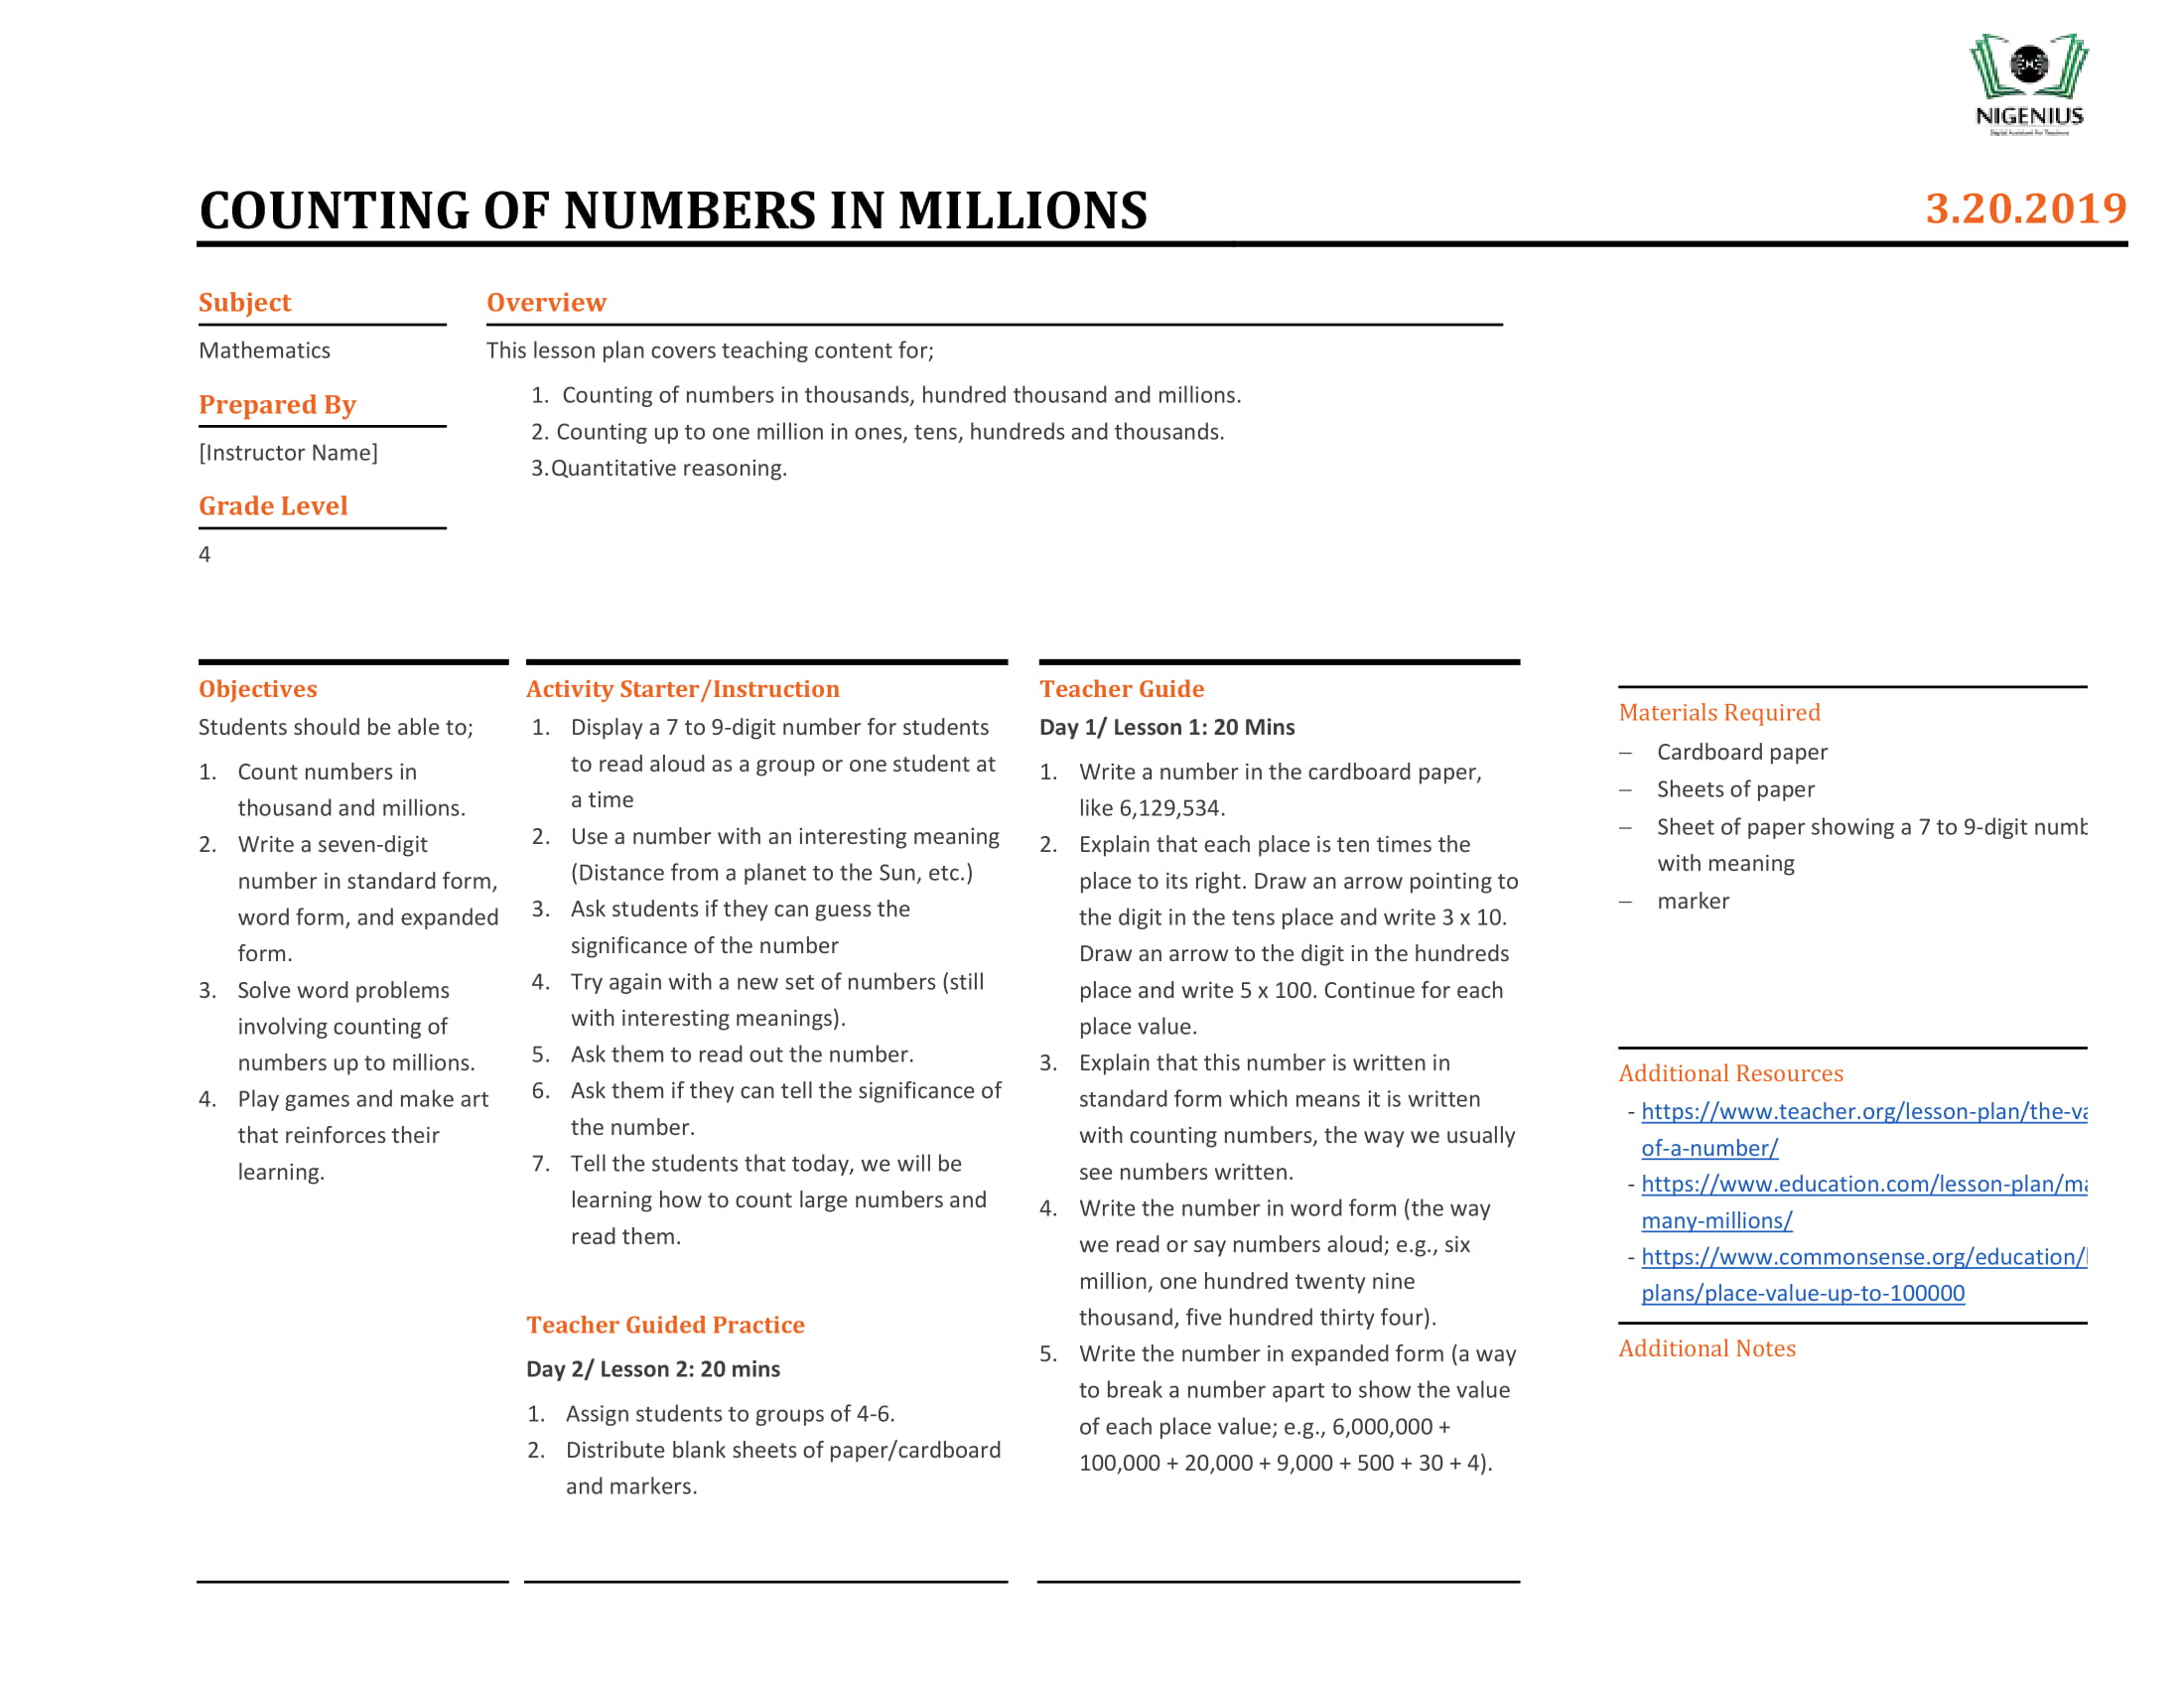 NIGENIUS
Digital Assistant For Teachers
COUNTING OF NUMBERS IN MILLIONS
3.20.2019
Subject
Mathematics
Prepared By
[Instructor Name]
Grade Level
4
Overview
This lesson plan covers teaching content for;
1. Counting of numbers in thousands, hundred thousand and millions.
2. Counting up to one million in ones, tens, hundreds and thousands.
3.Quantitative reasoning.
Objectives
Students should be able to;
1. Count numbers in
thousand and millions.
2. Write a seven-digit
number in standard form,
word form, and expanded
form.
3. Solve word problems
involving counting of
numbers up to millions.
4. Play games and make art
that reinforces their
learning.
Activity Starter/Instruction
1. Display a 7 to 9-digit number for students
to read aloud as a group or one student at
a time
2. Use a number with an interesting meaning
(Distance from a planet to the Sun, etc.)
3. Ask students if they can guess the
significance of the number
4. Try again with a new set of numbers (still
with interesting meanings).
5. Ask them to read out the number.
6. Ask them if they can tell the significance of
the number.
7. Tell the students that today, we will be
learning how to count large numbers and
read them.
Teacher Guided Practice
Day 2/ Lesson 2: 20 mins
1. Assign students to groups of 4-6.
2. Distribute blank sheets of paper/cardboard
and markers.
Teacher Guide
Day 1/ Lesson 1: 20 Mins
1. Write a number in the cardboard paper,
like 6,129,534.
2. Explain that each place is ten times the
place to its right. Draw an arrow pointing to
the digit in the tens place and write 3 x 10.
Draw an arrow to the digit in the hundreds
place and write 5 x 100. Continue for each
place value.
3. Explain that this number is written in
standard form which means it is written
with counting numbers, the way we usually
see numbers written.
4. Write the number in word form (the way
we read or say numbers aloud; e.g., six
million, one hundred twenty nine
thousand, five hundred thirty four).
5. Write the number in expanded form (a way
to break a number apart to show the value
of each place value; e.g., 6,000,000 +
100,000 + 20,000 + 9,000 + 500 + 30 + 4).
Materials Required
– Cardboard paper
– Sheets of paper
– Sheet of paper showing a 7 to 9-digit numb
with meaning
– marker
Additional Resources
- https://www.teacher.org/lesson-plan/the-va
of-a-number/
- https://www.education.com/lesson-plan/ma
many-millions/
- https://www.commonsense.org/education/l
plans/place-value-up-to-100000
Additional Notes